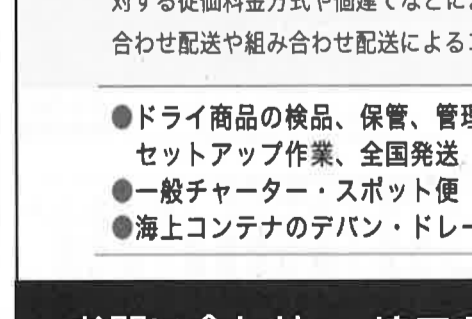 対する従価料金方式や個建てなどに
合わせ配送や組み合わせ配送による
●ドライ商品の検品、保管、管理
セットアップ作業、全国発送
●一般チャーター・スポット便
●海上コンテナのデバン・ドレー